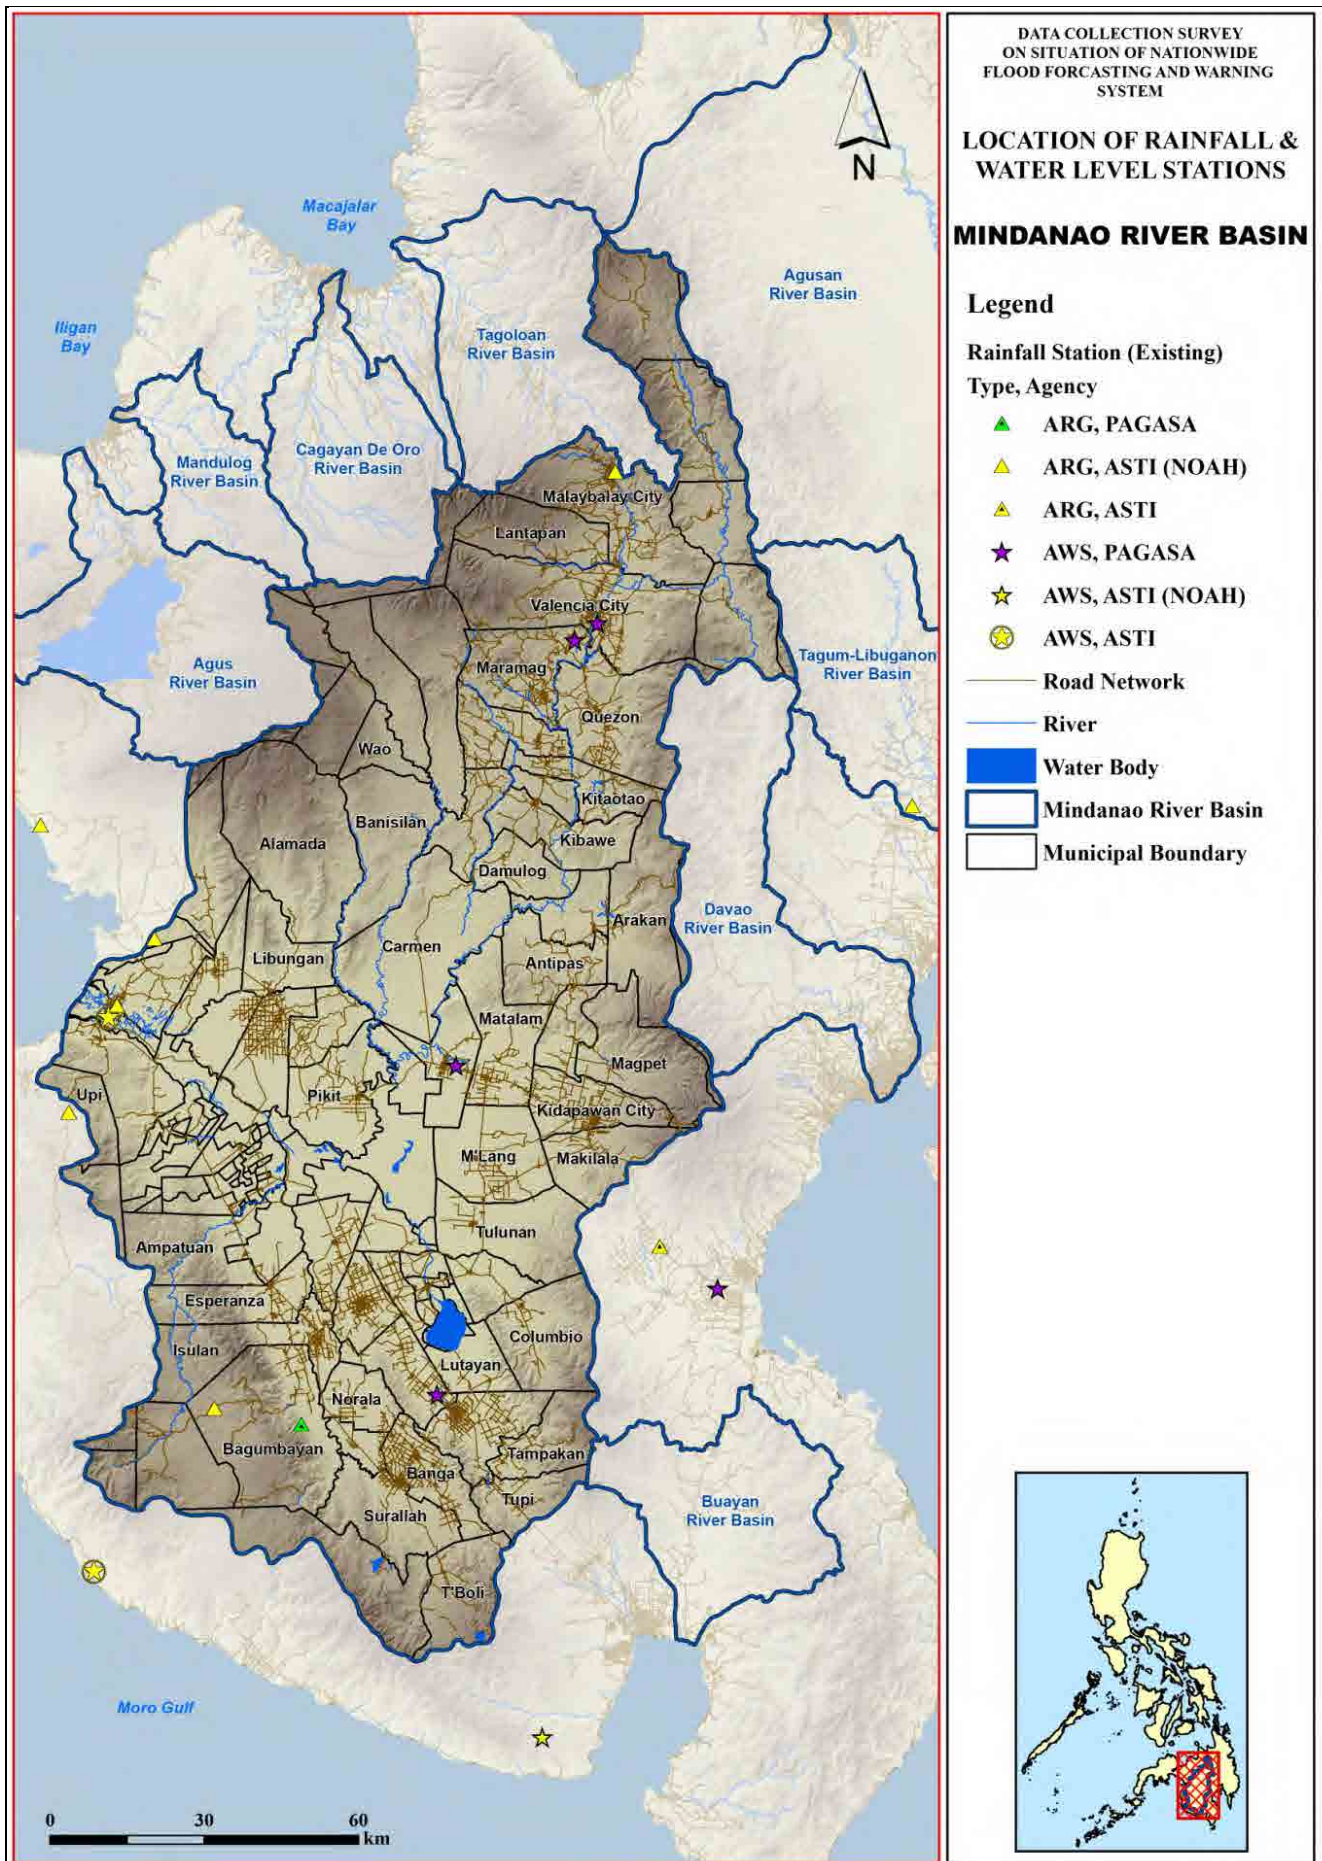 DATA COLLECTION SURVEY
ON SITUATION OF NATIONWIDE
FLOOD FORCASTING AND WARNING
SYSTEM
LOCATION OF RAINFALL &
WATER LEVEL STATIONS
MINDANAO RIVER BASIN
Legend
Rainfall Station (Existing)
Type, Agency
ARG, PAGASA
ARG, ASTI (NOAH)
ARG, ASTI
AWS, PAGASA
AWS, ASTI (NOAH)
AWS, ASTI
Road Network
River
Water Body
Mindanao River Basin
Municipal Boundary
N
Macajalar
Bay
Iligan
Bay
Agusan
River Basin
Tagoloan
River Basin
Cagayan De Oro
River Basin
Mandulog
River Basin
Malaybalay City
Lantapan
Valencia City
Maramag
Agus
River Basin
Tagum-Libuganon
River Basin
Quezon
Wao
Kitaotao
Banisilan
Kibawe
Alamada
Damulog
Davao
River Basin
Arakan
Carmen
Libungan
Antipas
Matalam
Magpet
Upi
Pikit
Kidapawan City
M'Lang
Makilala
Tulunan
Ampatuan
Esperanza
Columbio
Isulan
Lutayan
Norala
Bagumbayan
Tampakan
Banga
Tupi
Surallah
Buayan
River Basin
T'Boli
Moro Gulf
0 30 60
km